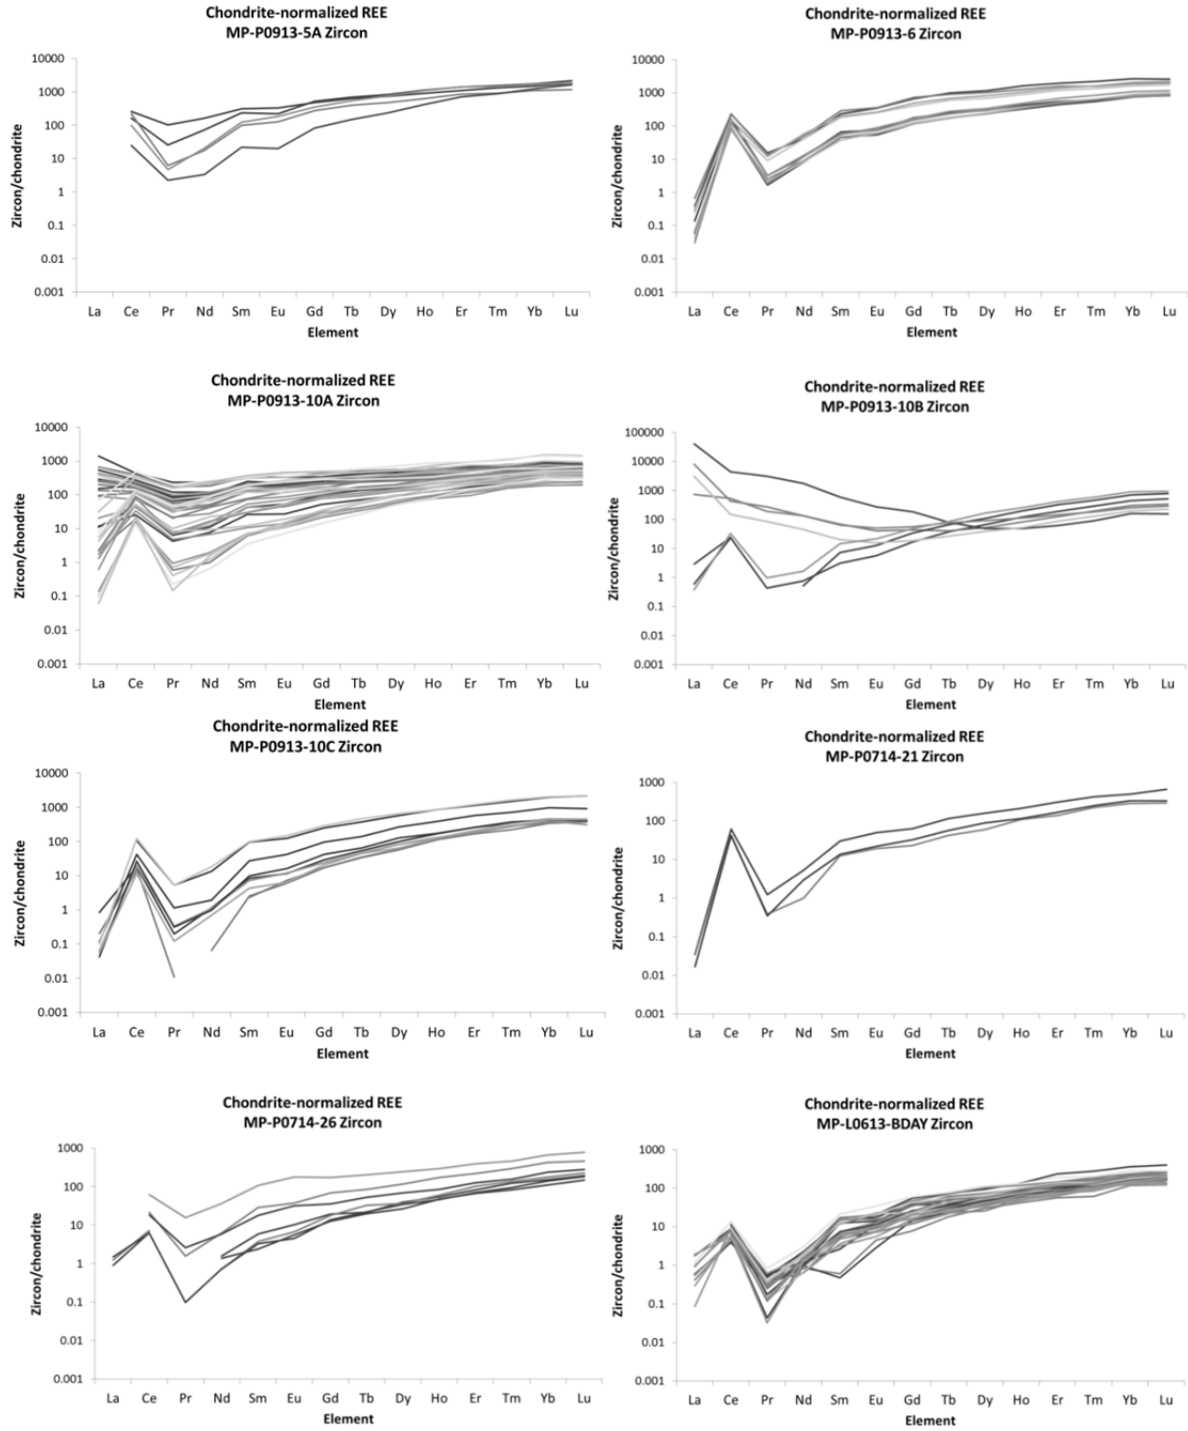 Chondrite-normalized REE
MP-P0913-5A Zircon
10000
1000
100
10
1
0.1
0.01
0.001
Zircon/chondrite
La Ce Pr Nd Sm Eu Gd Tb Dy Ho Er Tm Yb Lu
Element
Chondrite-normalized REE
MP-P0913-6 Zircon
10000
1000
100
10
1
0.1
0.01
0.001
Zircon/chondrite
La Ce Pr Nd Sm Eu Gd Tb Dy Ho Er Tm Yb Lu
Element
Chondrite-normalized REE
MP-P0913-10A Zircon
10000
1000
100
10
1
0.1
0.01
0.001
Zircon/chondrite
La Ce Pr Nd Sm Eu Gd Tb Dy Ho Er Tm Yb Lu
Element
Chondrite-normalized REE
MP-P0913-10B Zircon
100000
10000
1000
100
10
1
0.1
0.01
0.001
Zircon/chondrite
La Ce Pr Nd Sm Eu Gd Tb Dy Ho Er Tm Yb Lu
Element
Chondrite-normalized REE
MP-P0913-10C Zircon
10000
1000
100
10
1
0.1
0.01
0.001
Zircon/chondrite
La Ce Pr Nd Sm Eu Gd Tb Dy Ho Er Tm Yb Lu
Element
Chondrite-normalized REE
MP-P0714-21 Zircon
1000
100
10
1
0.1
0.01
0.001
Zircon/chondrite
La Ce Pr Nd Sm Eu Gd Tb Dy Ho Er Tm Yb Lu
Element
Chondrite-normalized REE
MP-P0714-26 Zircon
1000
100
10
1
0.1
0.01
0.001
Zircon/chondrite
La Ce Pr Nd Sm Eu Gd Tb Dy Ho Er Tm Yb Lu
Element
Chondrite-normalized REE
MP-L0613-BDAY Zircon
1000
100
10
1
0.1
0.01
0.001
Zircon/chondrite
La Ce Pr Nd Sm Eu Gd Tb Dy Ho Er Tm Yb Lu
Element